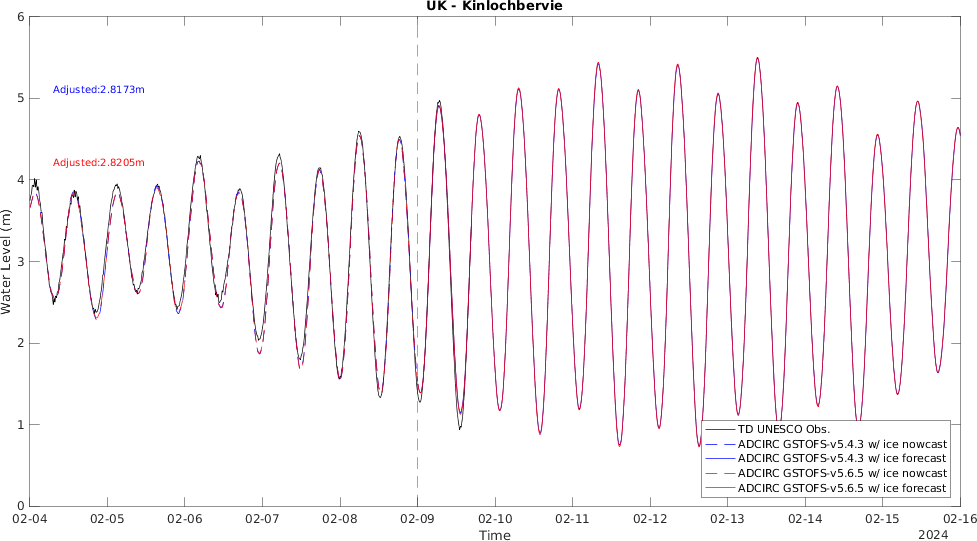 UK - Kinlochbervie
6
5
4
3
2
1
0
Water Level (m)
Adjusted:2.8173m
Adjusted:2.8205m
TD UNESCO Obs.
ADCIRC GSTOFS-v5.4.3 w/ ice nowcast
ADCIRC GSTOFS-v5.4.3 w/ ice forecast
ADCIRC GSTOFS-v5.6.5 w/ ice nowcast
ADCIRC GSTOFS-v5.6.5 w/ ice forecast
02-04 02-05 02-06 02-07 02-08 02-09 02-10 02-11 02-12 02-13 02-14 02-15 02-16
Time
2024